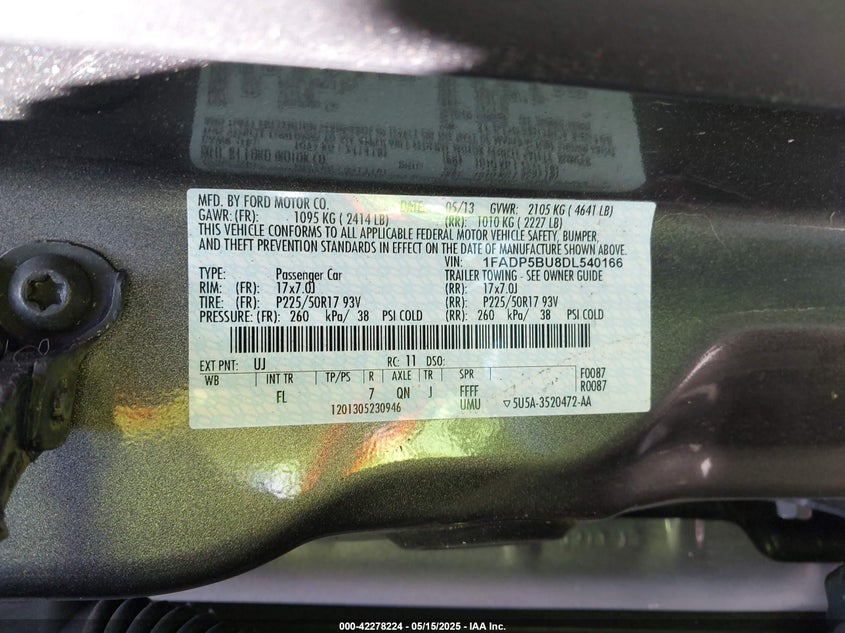 MFD. BY FORD MOTOR CO. DATE: 05/13 GVWR: 2105 KG ( 4641 LB)
GAWR: (FR): 1095 KG ( 2414 LB) (RR): 1010 KG ( 2227 LB)
THIS VEHICLE CONFORMS TO ALL APPLICABLE FEDERAL MOTOR VEHICLE SAFETY, BUMPER,
AND THEFT PREVENTION STANDARDS IN EFFECT ON THE DATE OF MANUFACTURE SHOWN ABOVE.
VIN: 1FADP5BU8DL540166
TYPE: Passenger Car TRAILER TOWING - SEE OWNER GUIDE
RIM: (FR): 17x7.0J (RR): 17x7.0J
TIRE: (FR): P225/50R17 93V (RR): P225/50R17 93V
PRESSURE: (FR): 260 kPa/ 38 PSI COLD (RR): 260 kPa/ 38 PSI COLD
EXT PNT: UJ RC: 11 DSO: F0087
WB INT TR TP/PS R AXLE TR SPR R0087
FL 7 QN J FFFF
1201305230946 UMU ▽5U5A-3520472-AA
000-42278224 - 05/15/2025 - IAA Inc.